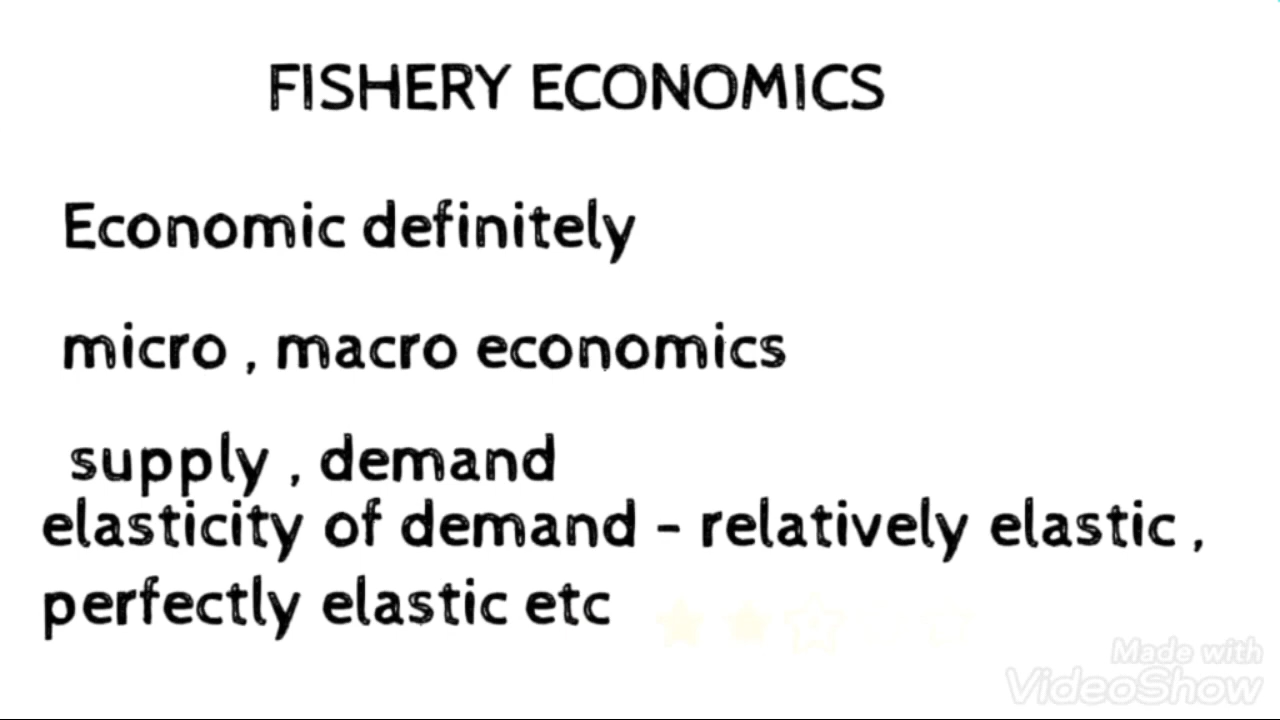 FISHERY ECONOMICS
Economic definitely
micro , macro economics
supply , demand
elasticity of demand - relatively elastic ,
perfectly elastic etc
Made with
VideoShow